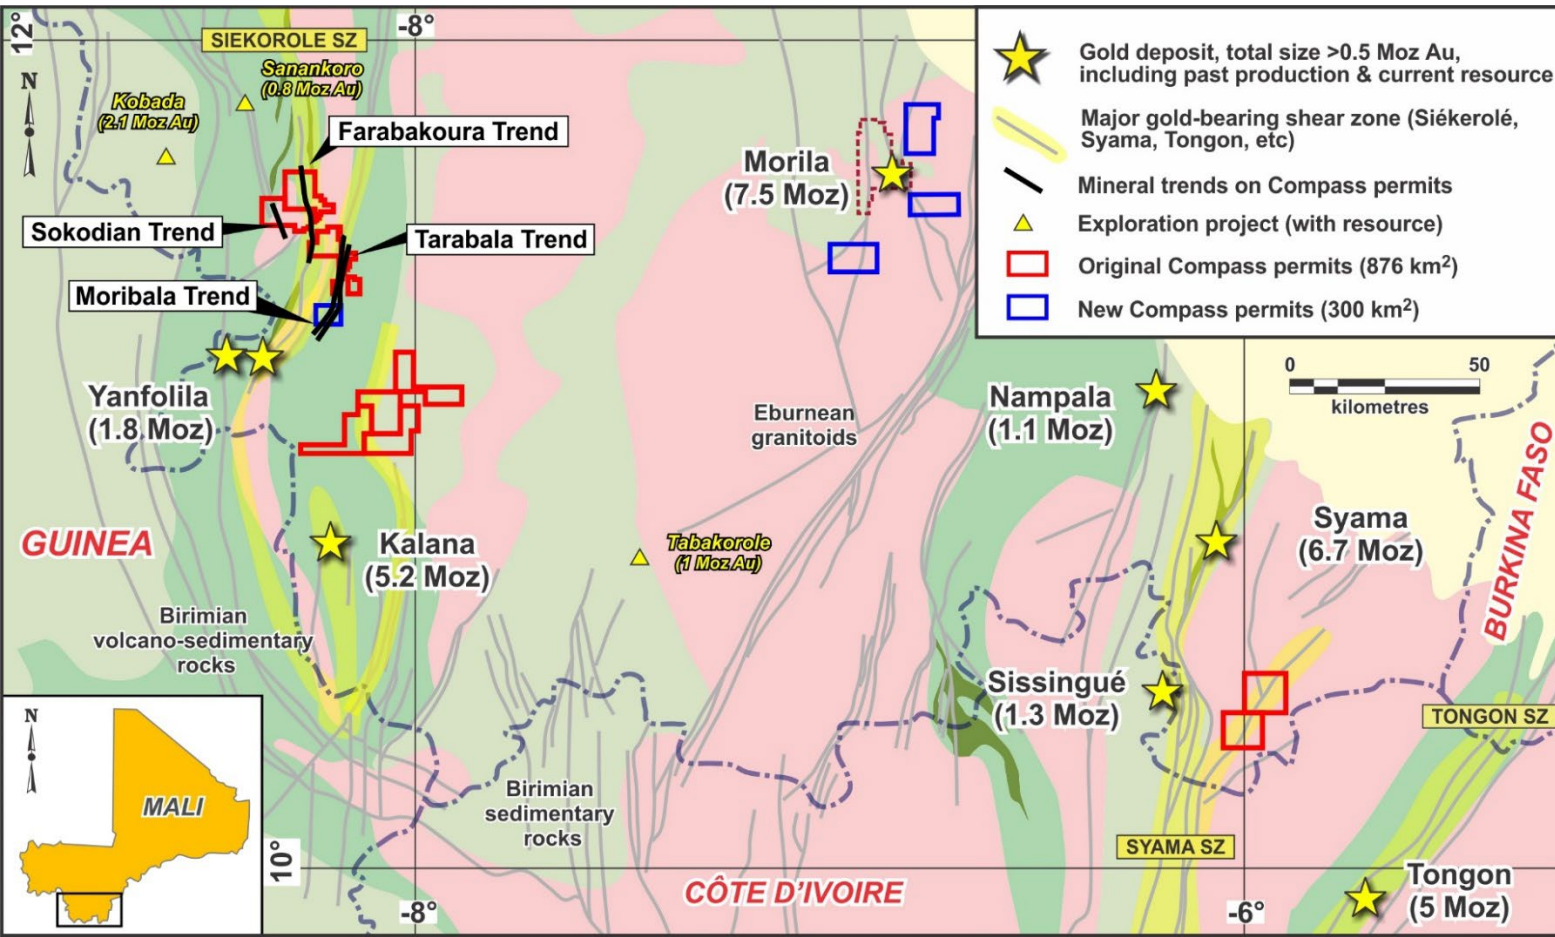 12°
-8°
SIEKOROLE SZ
N
Sanankoro
(0.8 Moz Au)
Kobada
(2.1 Moz Au)
Farabakoura Trend
Sokodian Trend
Tarabala Trend
Moribala Trend
Morila
(7.5 Moz)
Gold deposit, total size >0.5 Moz Au,
including past production & current resource
Major gold-bearing shear zone (Siékerolé,
Syama, Tongon, etc)
Mineral trends on Compass permits
Exploration project (with resource)
Original Compass permits (876 km²)
New Compass permits (300 km²)
0 50
kilometres
Yanfolila
(1.8 Moz)
Eburnean
granitoids
Nampala
(1.1 Moz)
GUINEA
Kalana
(5.2 Moz)
Tabakorole
(1 Moz Au)
Syama
(6.7 Moz)
BURKINA FASO
Birimian
volcano-sedimentary
rocks
Sissingué
(1.3 Moz)
TONGON SZ
N
MALI
Birimian
sedimentary
rocks
SYAMA SZ
10°
CÔTE D'IVOIRE
Tongon
(5 Moz)
-8°
-6°